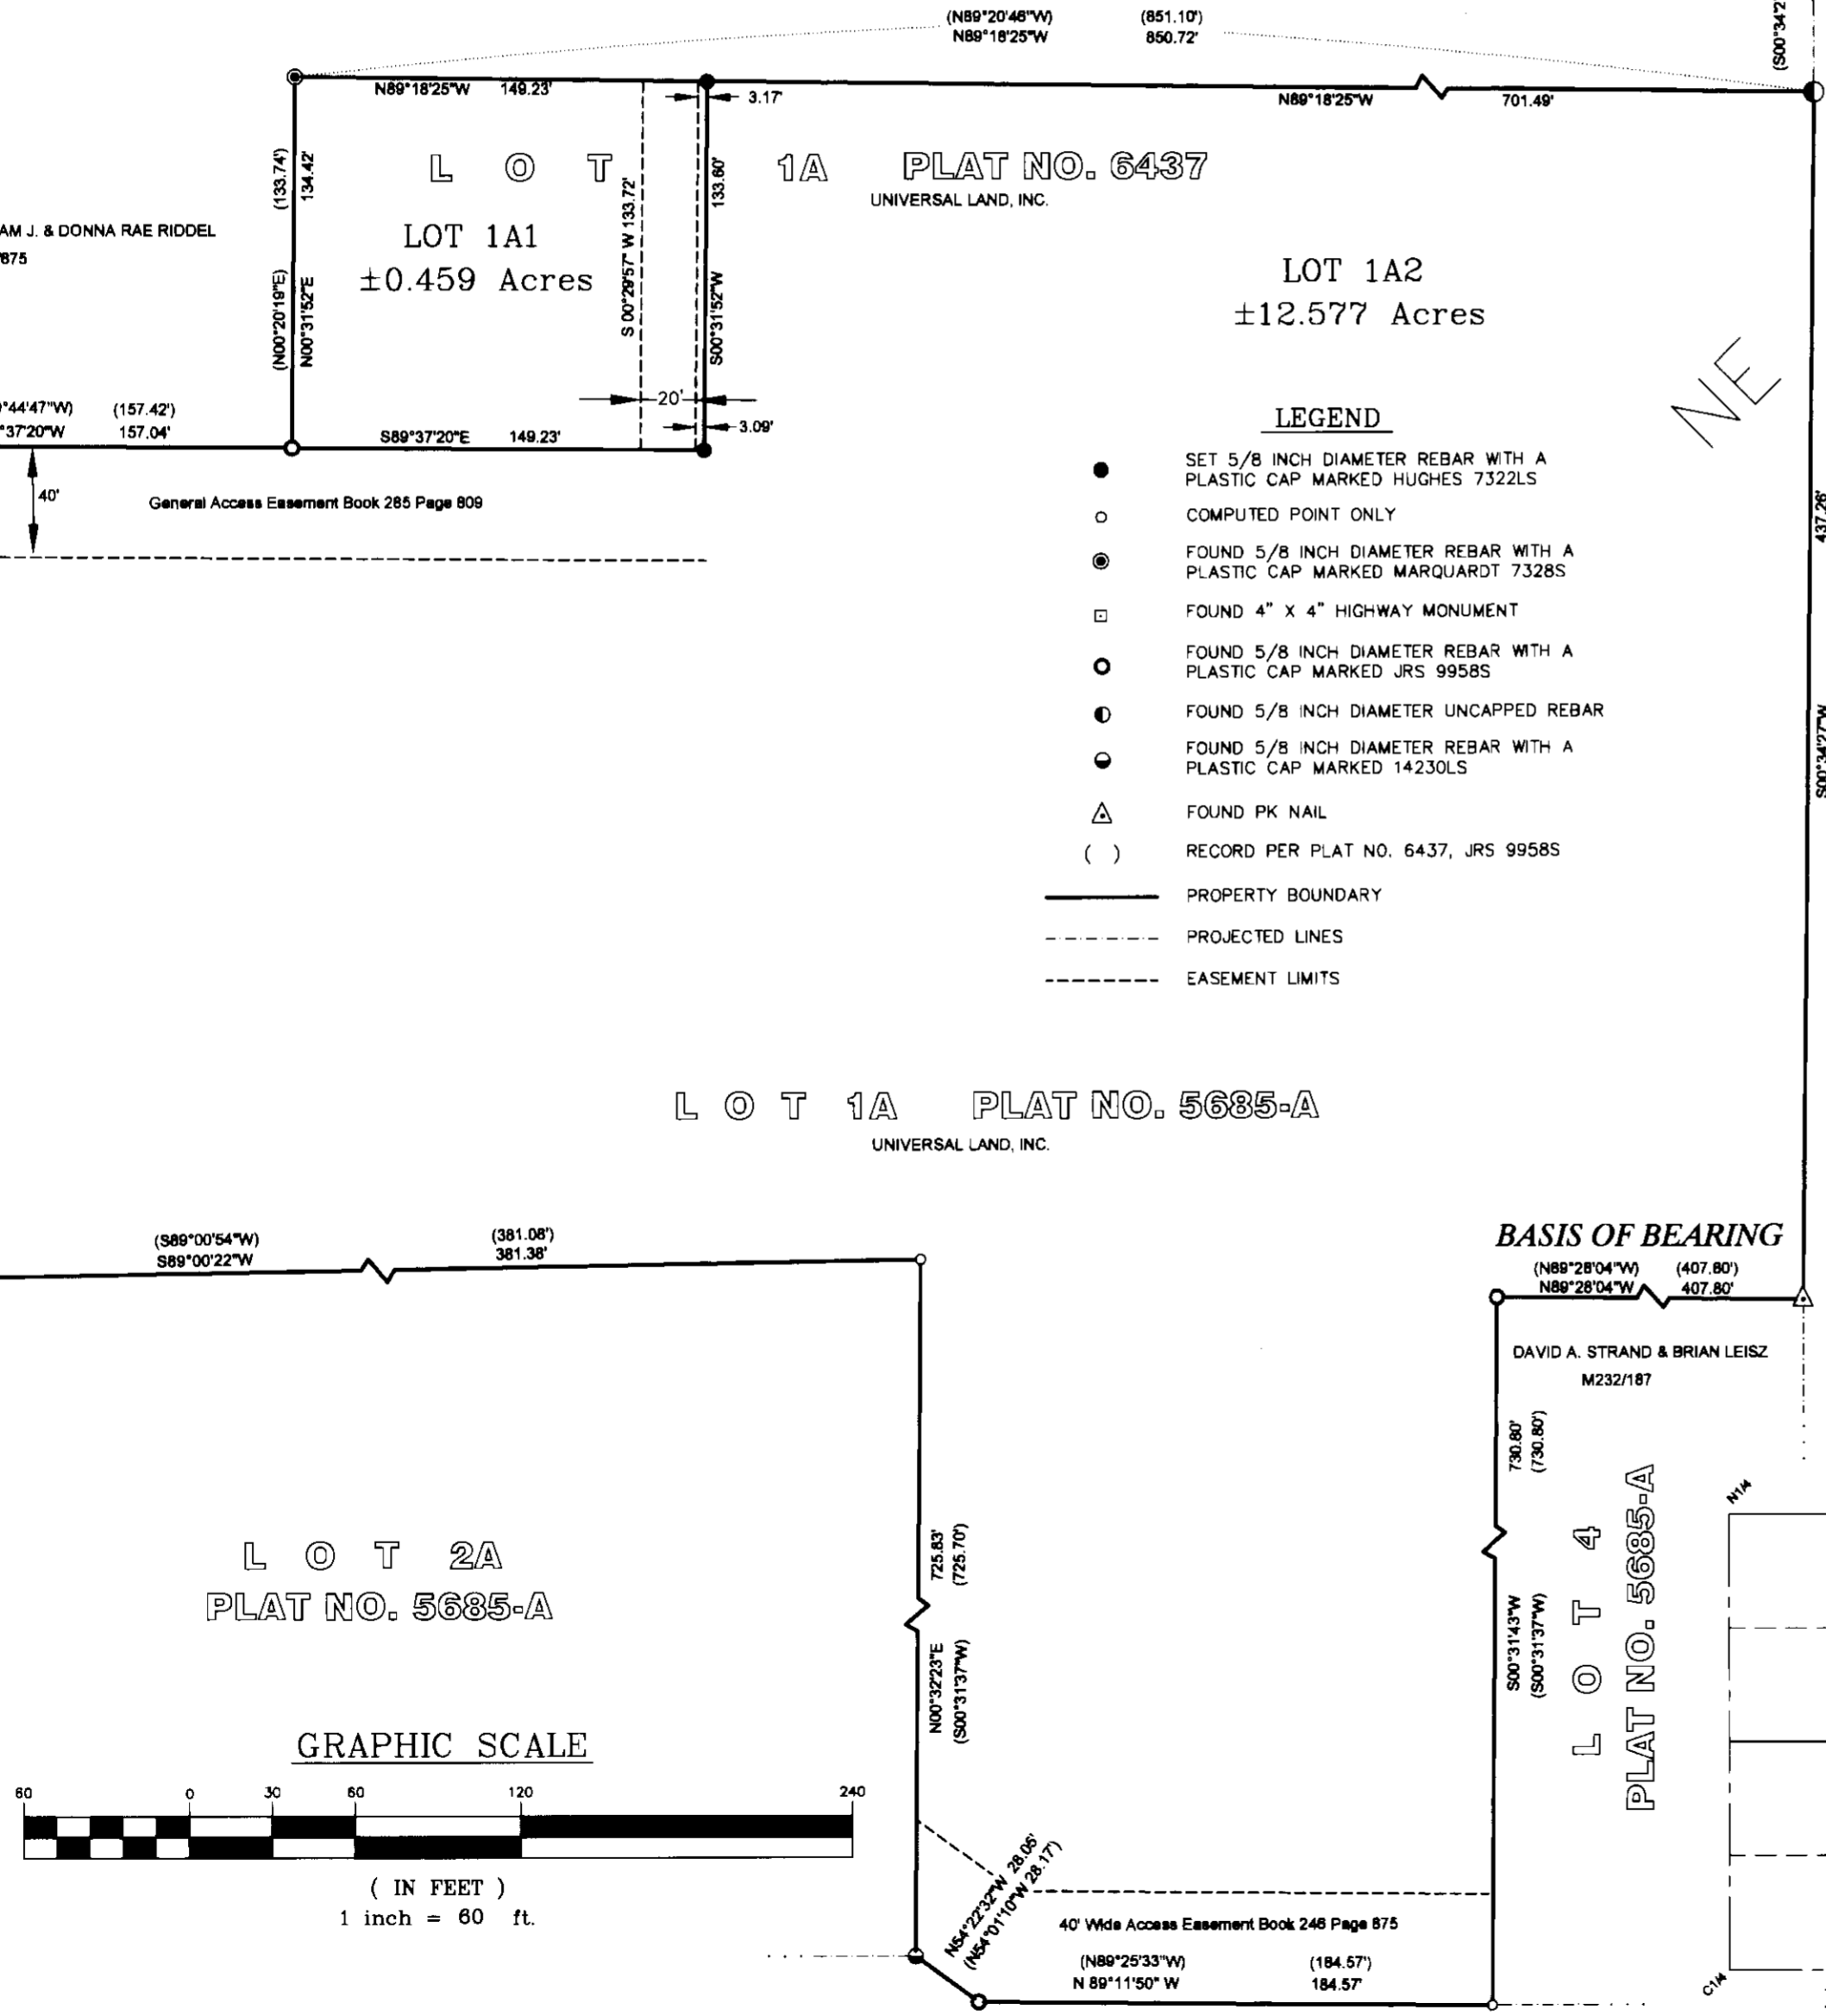 (N89°20'46"W) (851.10')
N89°18'25"W 850.72'
(S00°34'2
N89°18'25"W 149.23'
3.17'
N89°18'25"W 701.49'
(133.74')
134.42'
(N00°20'19"E)
N00°31'52"E
L O T 1A PLAT NO. 6437
UNIVERSAL LAND, INC.
S 00°29'57" W 133.72'
133.60'
S00°31'52"W
AM J. & DONNA RAE RIDDEL
875
LOT 1A1
±0.459 Acres
LOT 1A2
±12.577 Acres
NE
°44'47"W) (157.42')
°37'20"W 157.04'
20'
3.09'
S89°37'20"E 149.23'
40'
General Access Easement Book 285 Page 809
437.26'
S00°34'27"W
LEGEND
SET 5/8 INCH DIAMETER REBAR WITH A
PLASTIC CAP MARKED HUGHES 7322LS
COMPUTED POINT ONLY
FOUND 5/8 INCH DIAMETER REBAR WITH A
PLASTIC CAP MARKED MARQUARDT 7328S
FOUND 4" X 4" HIGHWAY MONUMENT
FOUND 5/8 INCH DIAMETER REBAR WITH A
PLASTIC CAP MARKED JRS 9958S
FOUND 5/8 INCH DIAMETER UNCAPPED REBAR
FOUND 5/8 INCH DIAMETER REBAR WITH A
PLASTIC CAP MARKED 14230LS
FOUND PK NAIL
( ) RECORD PER PLAT NO. 6437, JRS 9958S
PROPERTY BOUNDARY
PROJECTED LINES
EASEMENT LIMITS
L O T 1A PLAT NO. 5685-A
UNIVERSAL LAND, INC.
(S89°00'54"W) (381.08')
S89°00'22"W 381.38'
BASIS OF BEARING
(N89°28'04"W) (407.80')
N89°28'04"W 407.80'
DAVID A. STRAND & BRIAN LEISZ
M232/187
730.80'
(730.80')
S00°31'43"W
(S00°31'37"W)
L O T 4
PLAT NO. 5685-A
N1/4
C1/4
L O T 2A
PLAT NO. 5685-A
725.83'
(725.70')
N00°32'23"E
(S00°31'37"W)
GRAPHIC SCALE
60 0 30 60 120 240
( IN FEET )
1 inch = 60 ft.
N54°22'32"W 28.05'
(N54°01'10"W 28.17')
40' Wide Access Easement Book 246 Page 875
(N89°25'33"W) (184.57')
N 89°11'50" W 184.57'